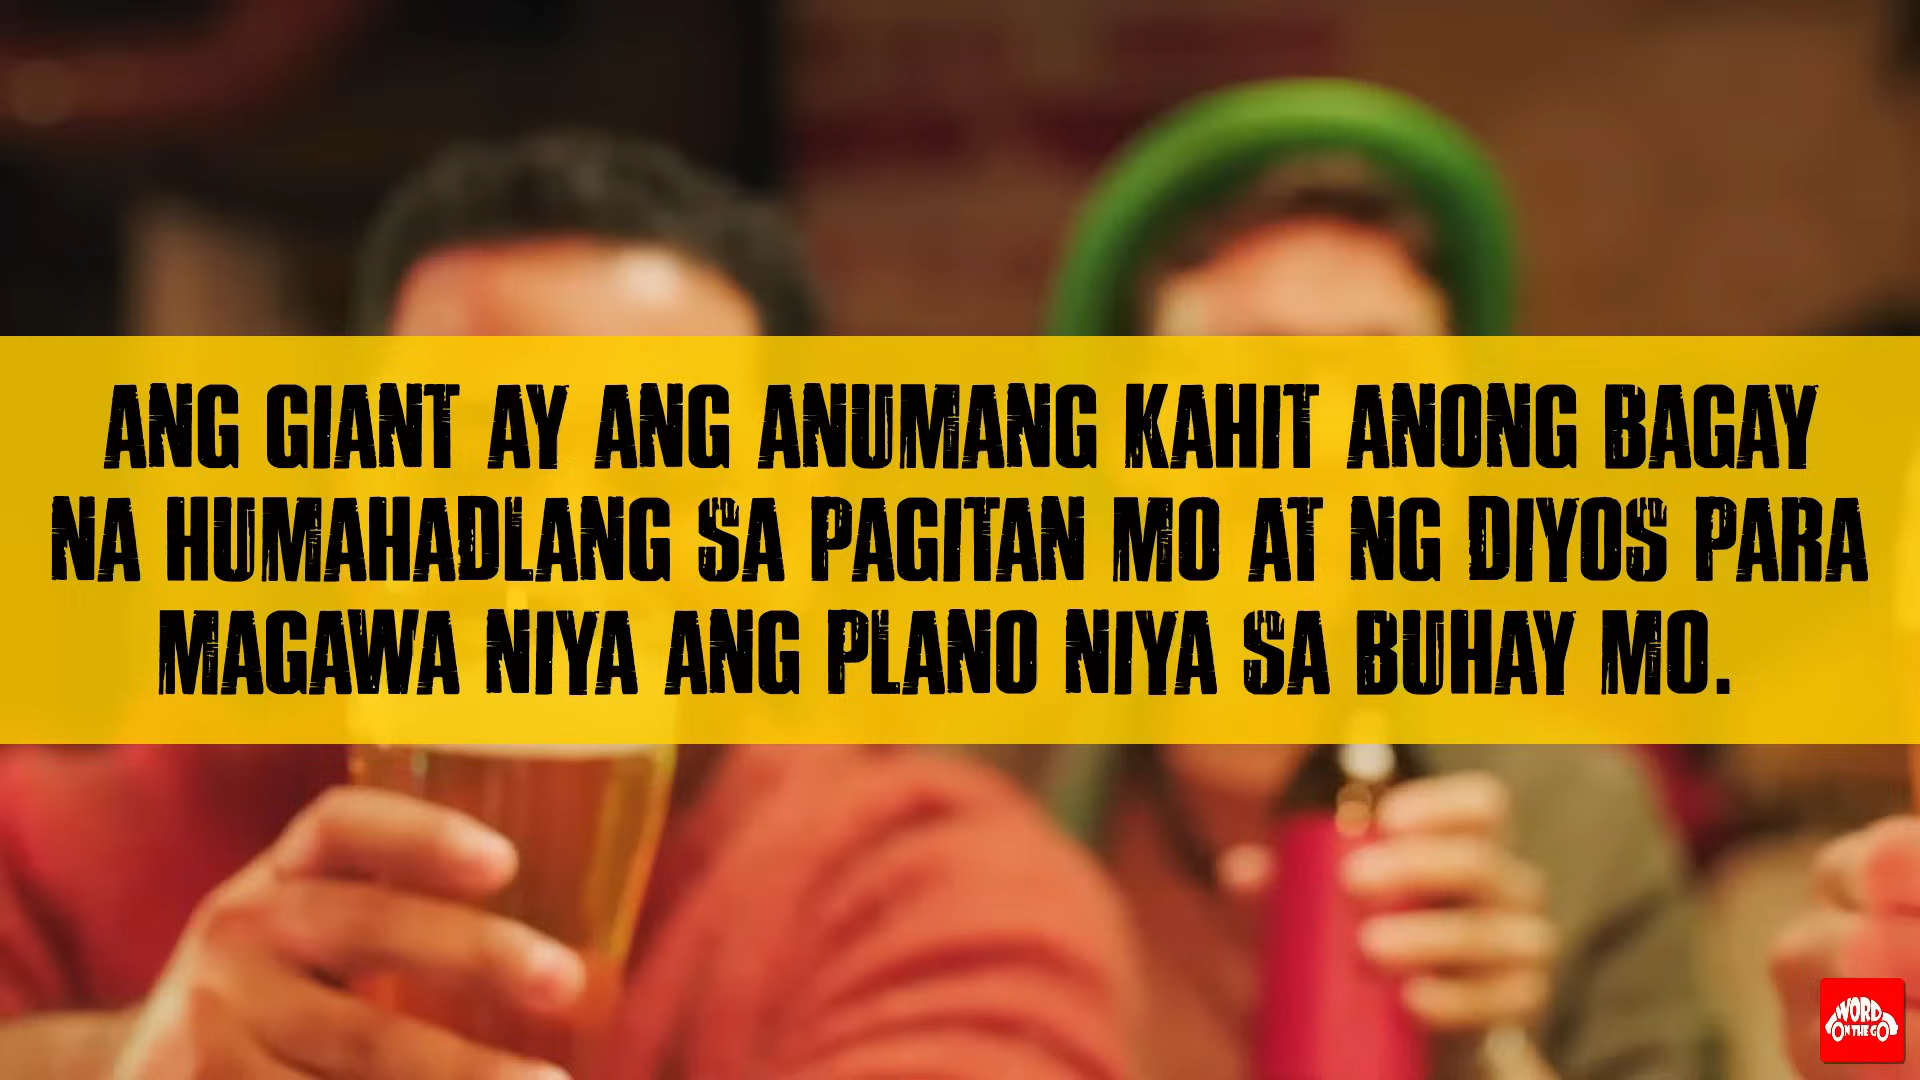 ANG GIANT AY ANG ANUMANG KAHIT ANONG BAGAY
NA HUMAHADLANG SA PAGITAN MO AT NG DIYOS PARA
MAGAWA NIYA ANG PLANO NIYA SA BUHAY MO.
WORD
ON THE GO